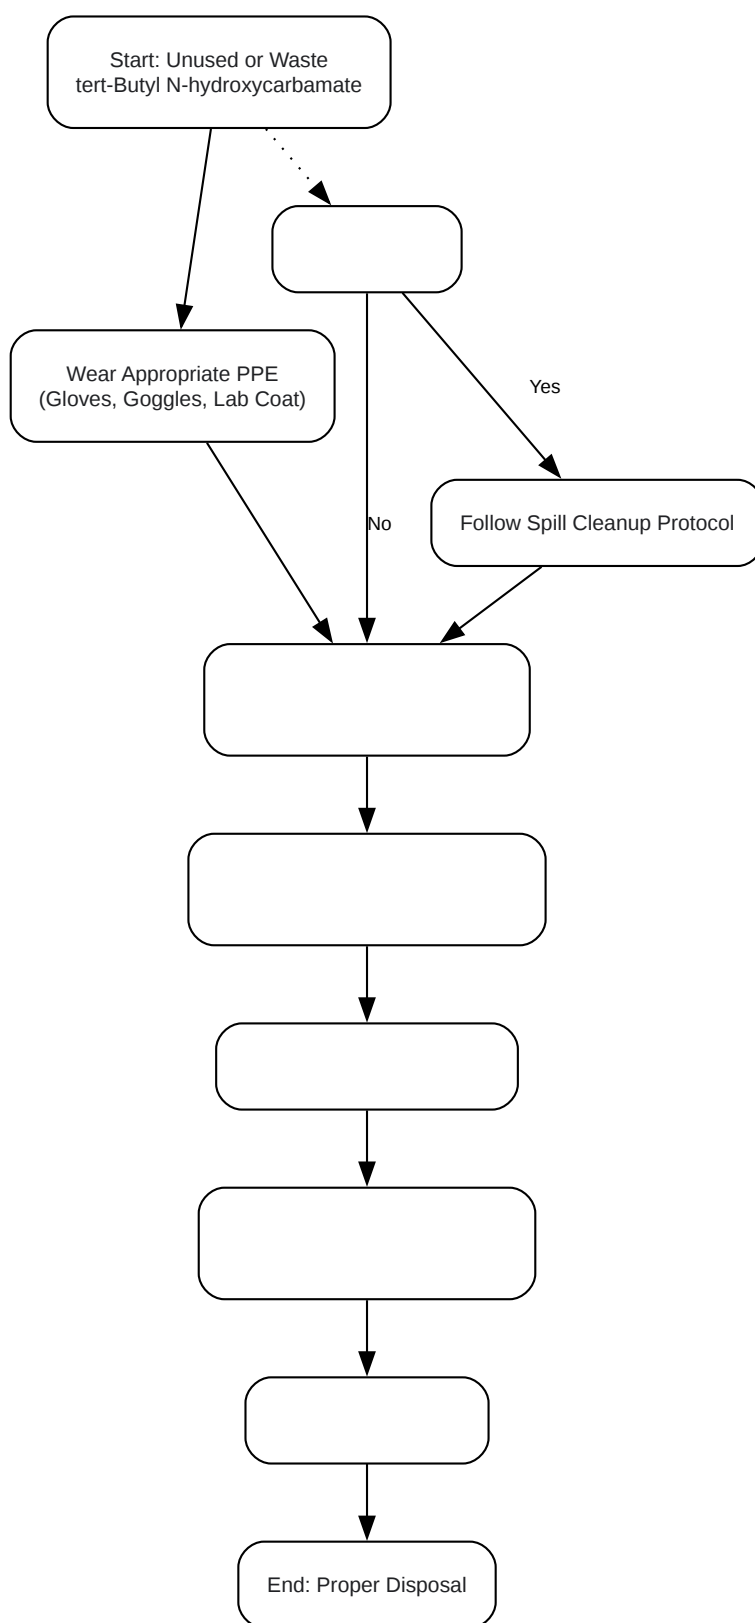 Start: Unused or Waste
tert-Butyl N-hydroxycarbamate
Wear Appropriate PPE
(Gloves, Goggles, Lab Coat)
Yes
No
Follow Spill Cleanup Protocol
End: Proper Disposal